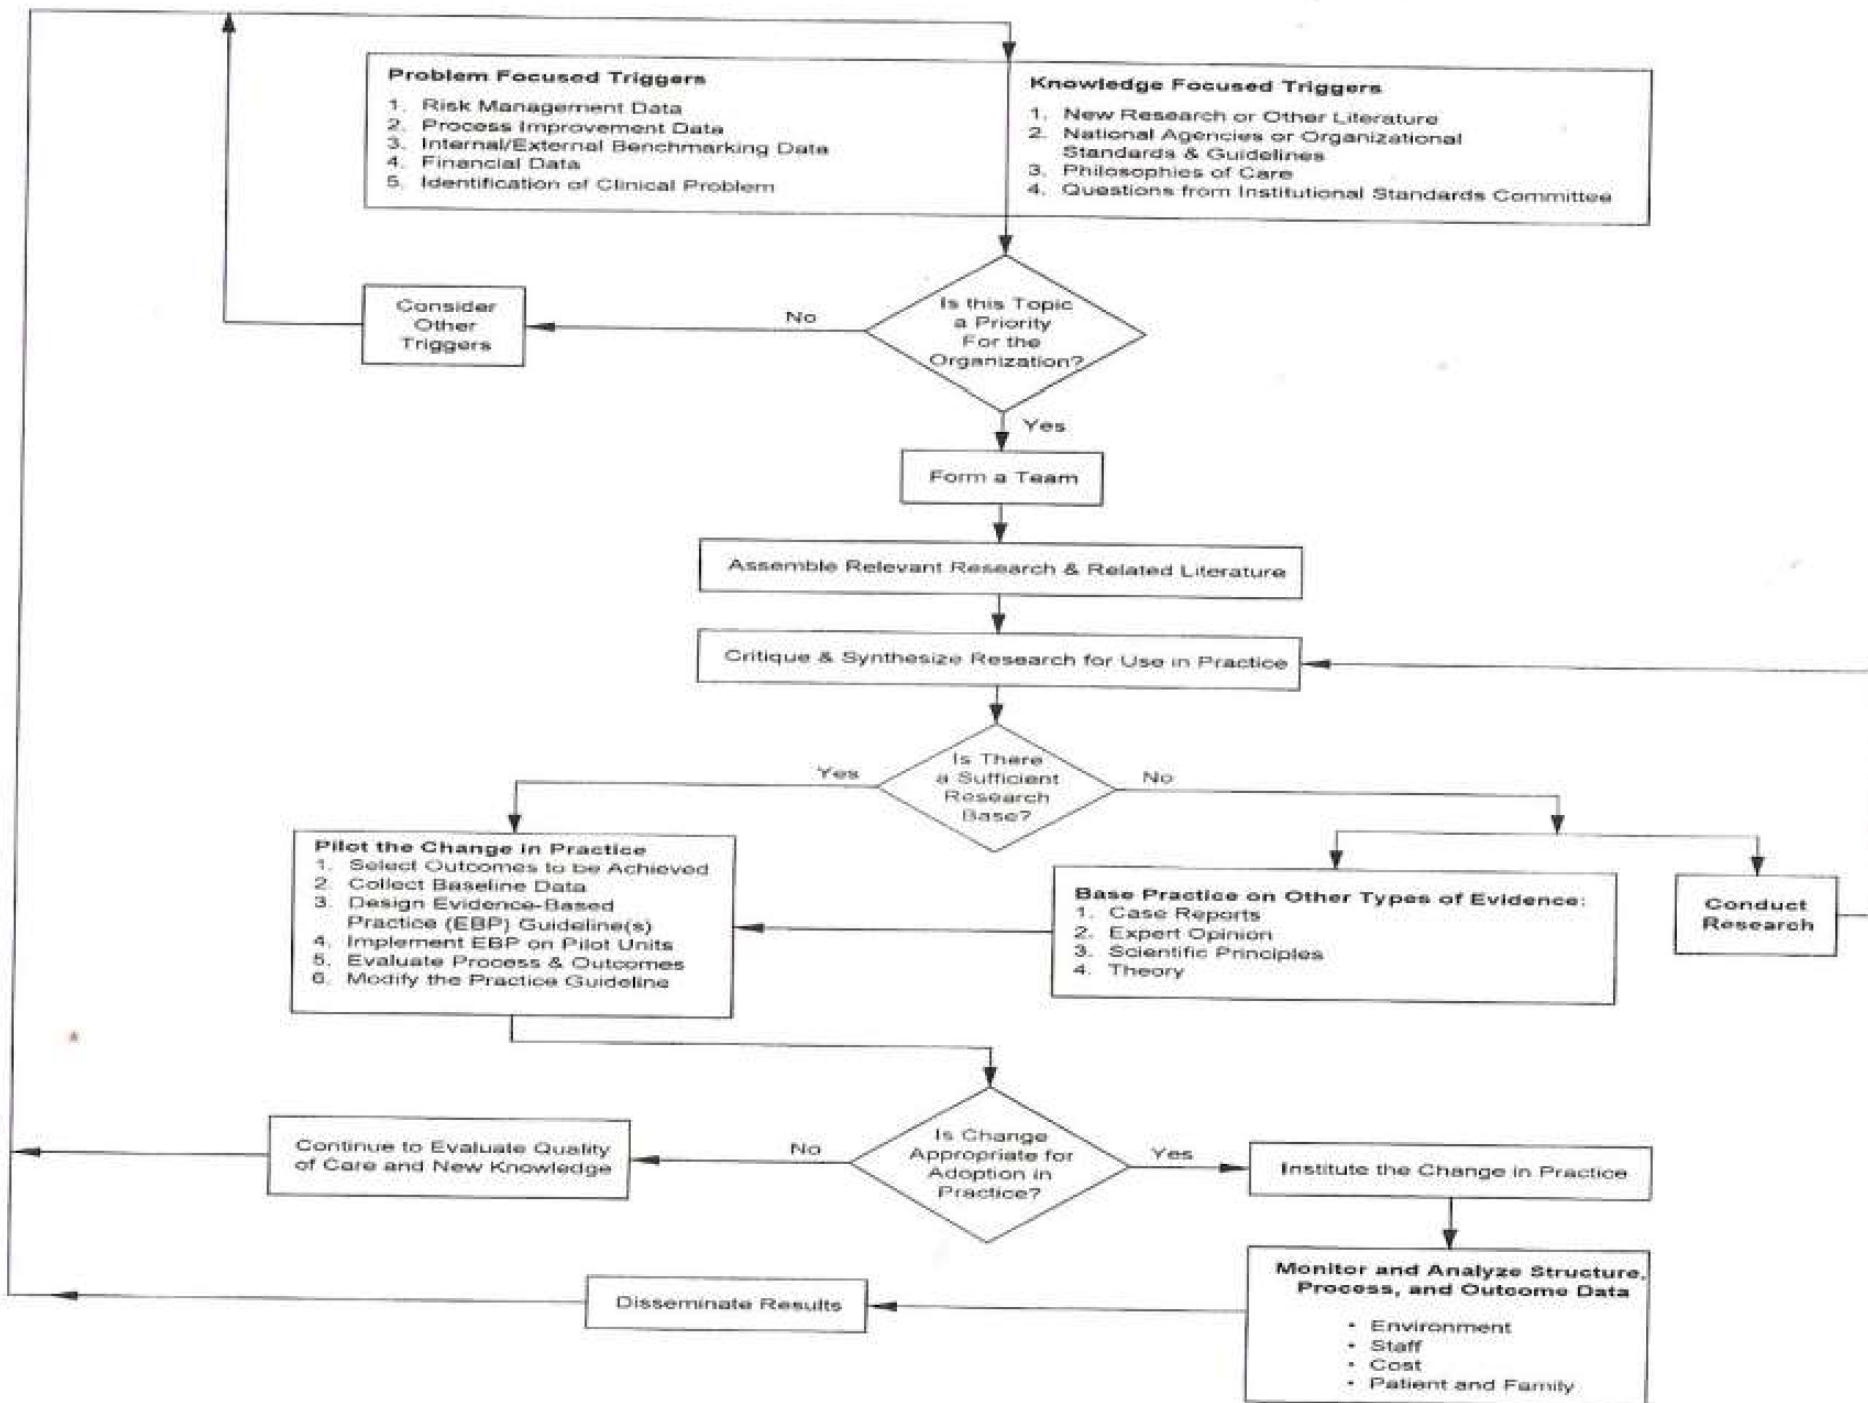 Problem Focused Triggers
1. Risk Management Data
2. Process Improvement Data
3. Internal/External Benchmarking Data
4. Financial Data
5. Identification of Clinical Problem
Knowledge Focused Triggers
1. New Research or Other Literature
2. National Agencies or Organizational
Standards & Guidelines
3. Philosophies of Care
4. Questions from Institutional Standards Committee
Consider
Other
Triggers
No
Is this Topic
a Priority
For the
Organization?
Yes
Form a Team
Assemble Relevant Research & Related Literature
Critique & Synthesize Research for Use in Practice
Yes
Is There
a Sufficient
Research
Base?
No
Pilot the Change in Practice
1. Select Outcomes to be Achieved
2. Collect Baseline Data
3. Design Evidence-Based
Practice (EBP) Guideline(s)
4. Implement EBP on Pilot Units
5. Evaluate Process & Outcomes
6. Modify the Practice Guideline
Base Practice on Other Types of Evidence:
1. Case Reports
2. Expert Opinion
3. Scientific Principles
4. Theory
Conduct
Research
Continue to Evaluate Quality
of Care and New Knowledge
No
Is Change
Appropriate for
Adoption in
Practice?
Yes
Institute the Change in Practice
Disseminate Results
Monitor and Analyze Structure,
Process, and Outcome Data
• Environment
• Staff
• Cost
• Patient and Family